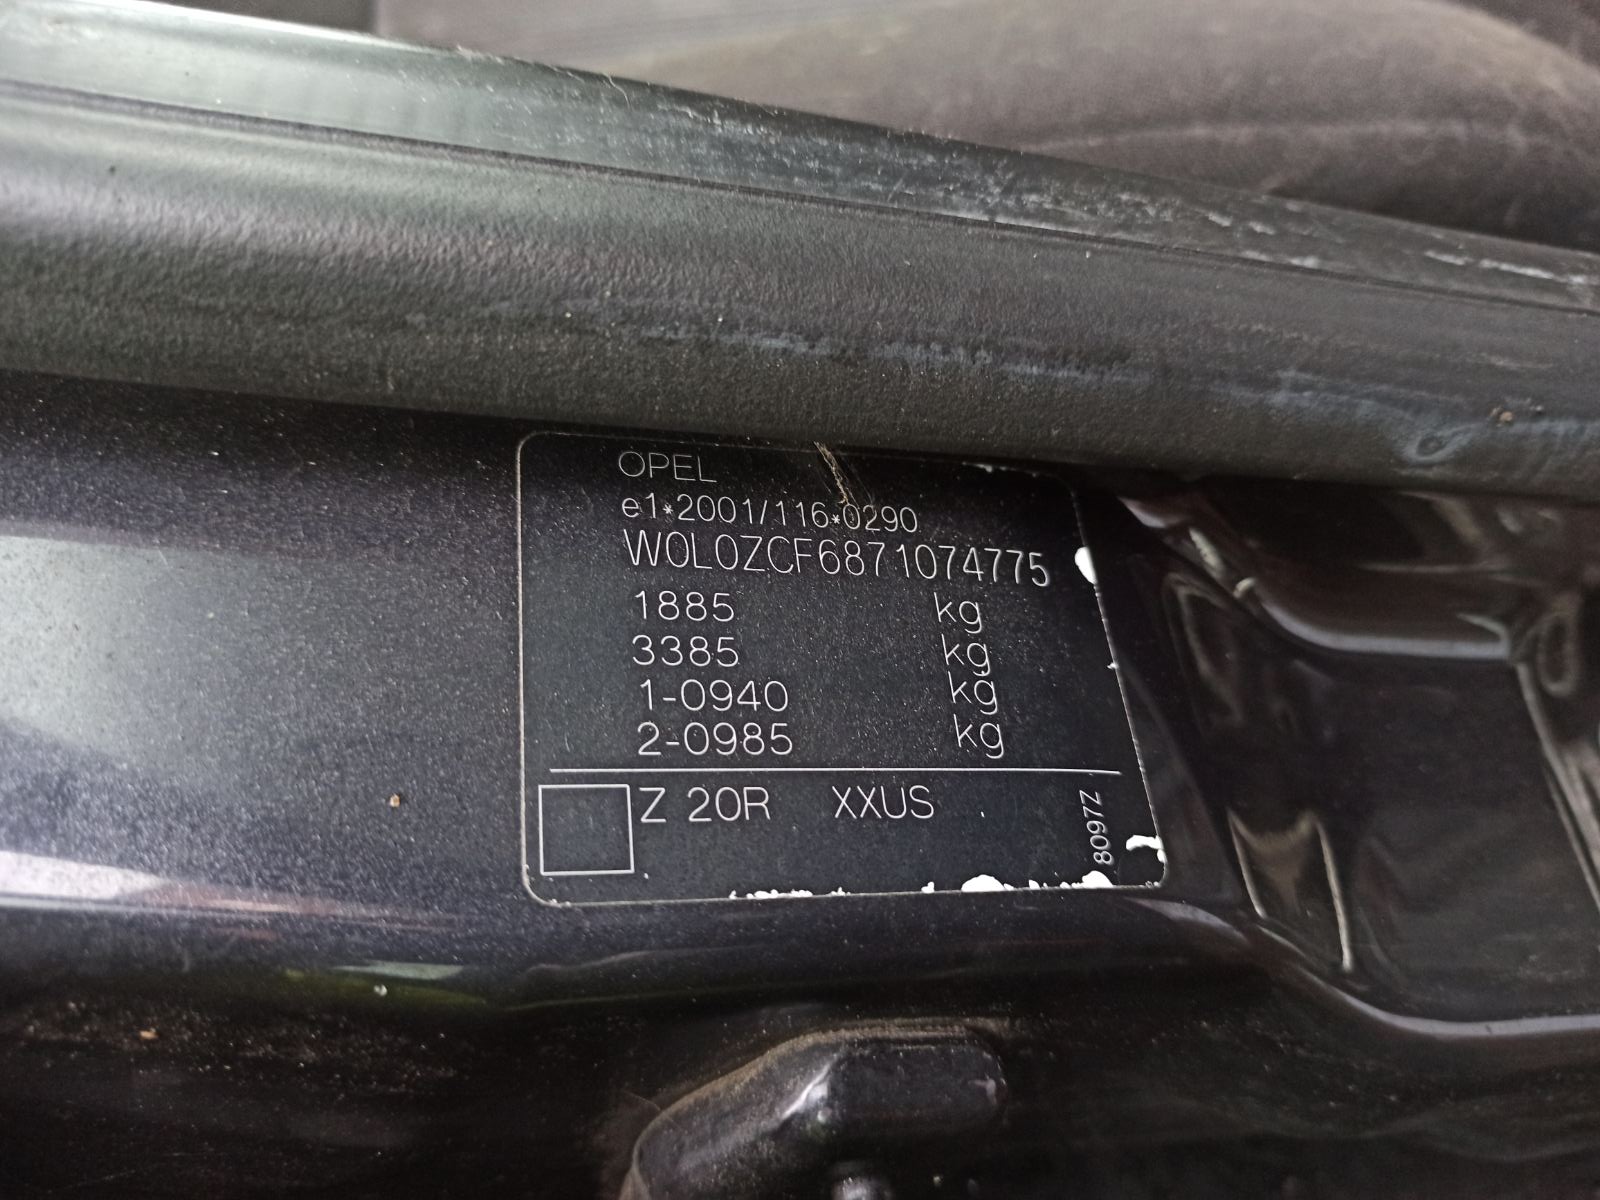 OPEL
e1*2001/116*0290
W0L0ZCF6871074775
1885 kg
3385 kg
1-0940 kg
2-0985 kg
Z 20R XXUS
8097Z